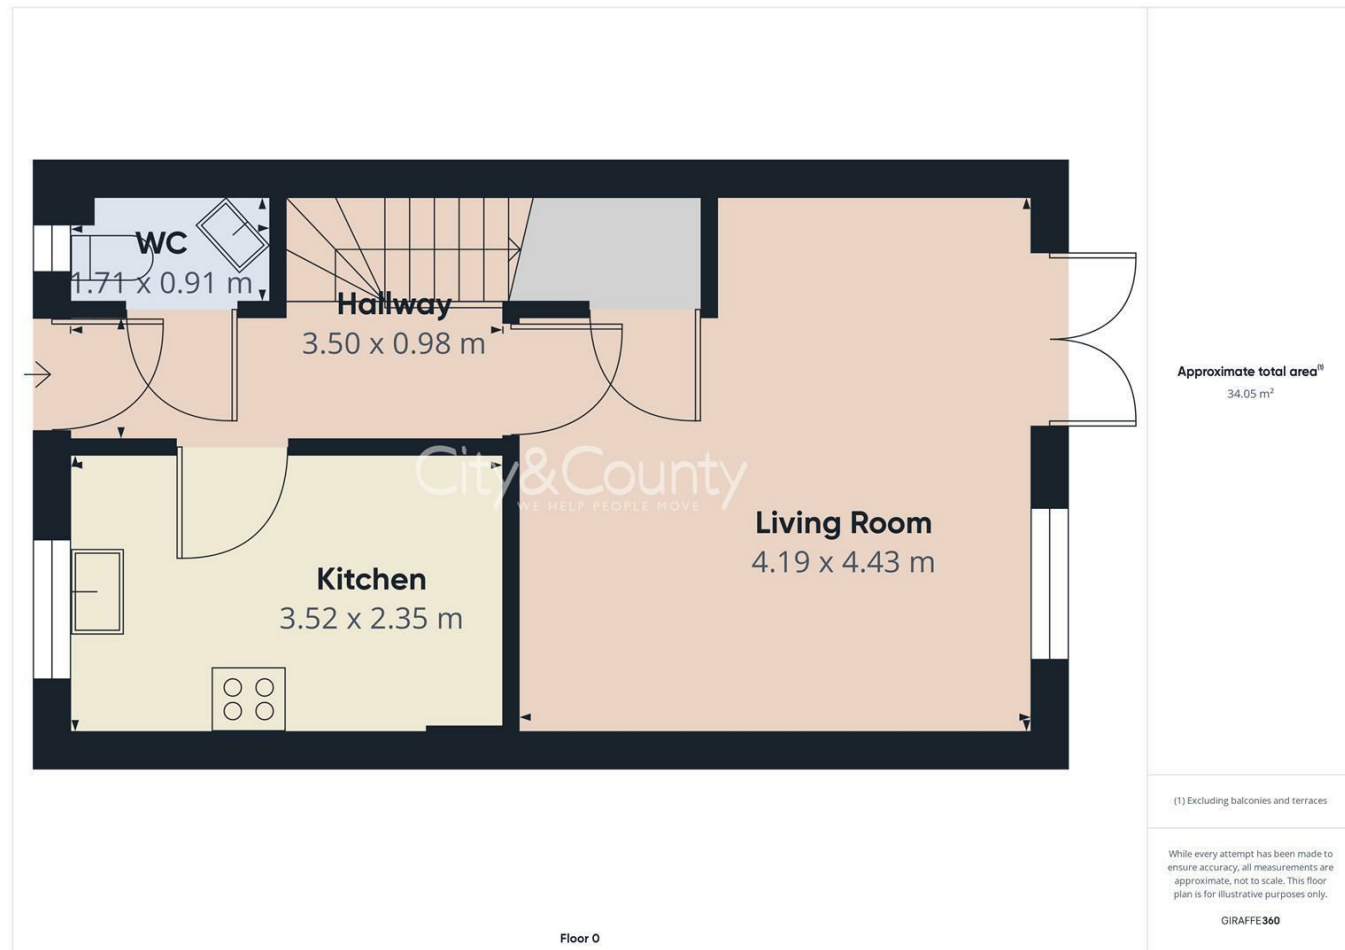 WC
1.71 x 0.91 m
Hallway
3.50 x 0.98 m
City&County
WE HELP PEOPLE MOVE
Kitchen
3.52 x 2.35 m
Living Room
4.19 x 4.43 m
Floor 0
Approximate total area(1)
34.05 m²
(1) Excluding balconies and terraces
While every attempt has been made to
ensure accuracy, all measurements are
approximate, not to scale. This floor
plan is for illustrative purposes only.
GIRAFFE360